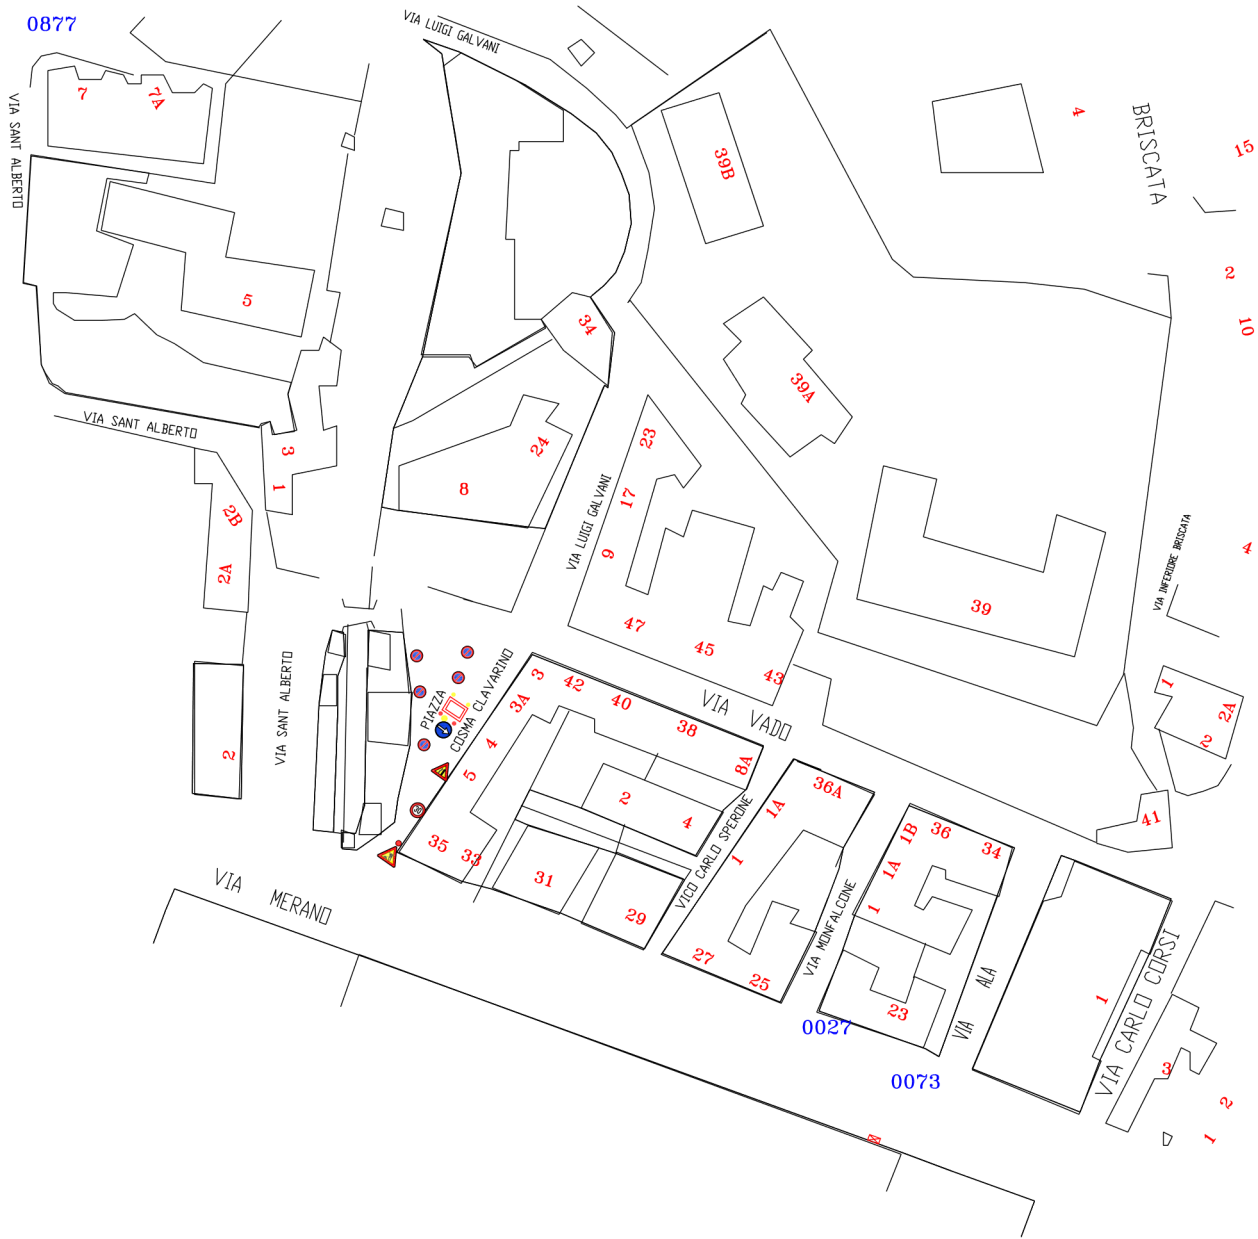 0877
VIA LUIGI GALVANI
7
7A
VIA SANT ALBERTO
39B
4
BRISCATA
15
2
10
5
34
39A
VIA SANT ALBERTO
3
1
8
24
23
17
9
VIA LUIGI GALVANI
2B
2A
VIA INFERIORE BRISCATA
4
39
47
45
43
VIA SANT ALBERTO
2
PIAZZA
COSMA CLAVARINO
3
3A
42
40
38
VIA VADO
8A
4
5
35
33
2
4
31
29
VICO CARLO SPERONE
36A
1A
1
27
25
VIA MONFALCONE
1B
36
34
1A
1
23
VIA ALA
1
2A
2
41
1
VIA CARLO CORSI
3
2
1
VIA MERANO
0027
0073